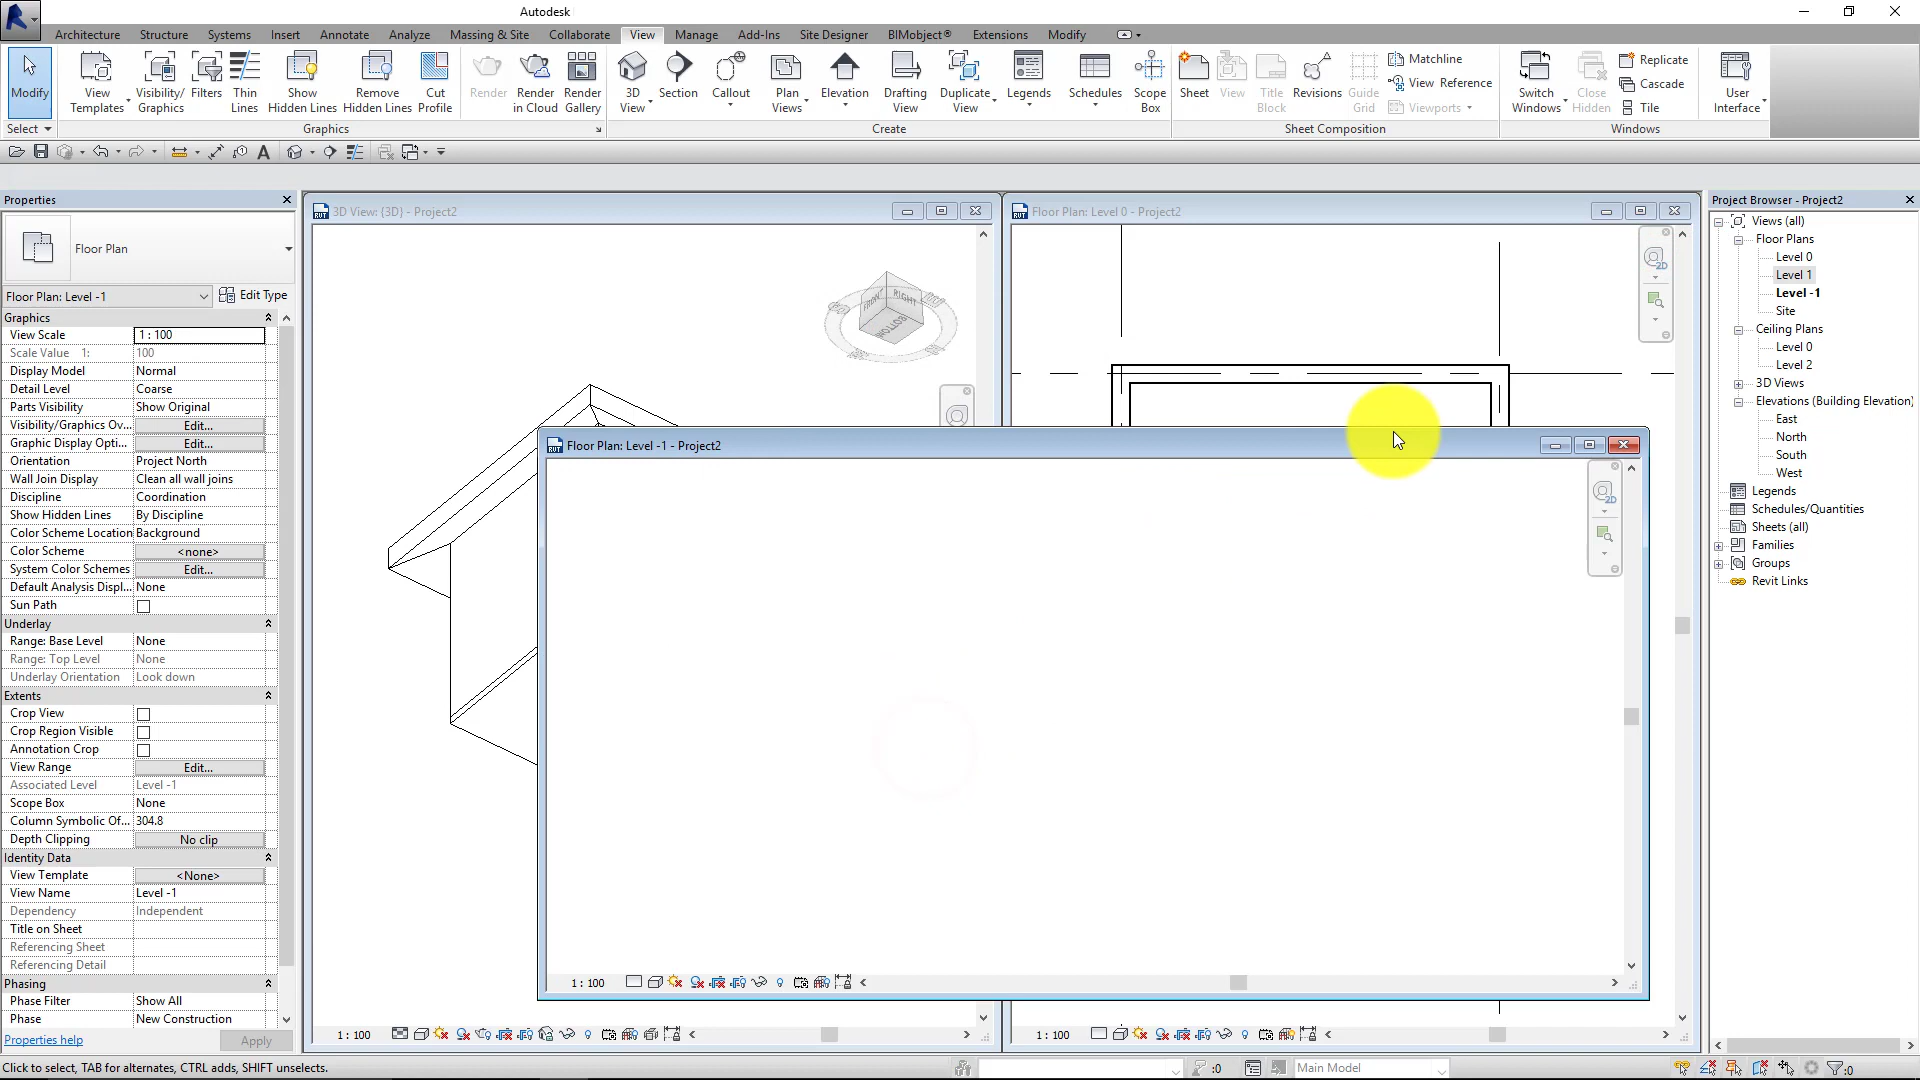 Autodesk
Architecture Structure Systems Insert Annotate Analyze Massing & Site Collaborate View Manage Add-Ins Site Designer BIMobject® Extensions Modify
Modify
View Templates
Visibility/ Graphics
Filters
Thin Lines
Show Hidden Lines
Remove Hidden Lines
Cut Profile
Render
Render in Cloud
Render Gallery
3D View
Section
Callout
Plan Views
Elevation
Drafting View
Duplicate View
Legends
Schedules
Scope Box
Sheet
View
Title Block
Revisions
Guide Grid
Matchline
View Reference
Viewports
Switch Windows
Close Hidden
Replicate
Cascade
Tile
User Interface
Select Graphics Create Sheet Composition Windows
A
Properties
Floor Plan
Floor Plan: Level -1 Edit Type
Graphics
View Scale 1 : 100
Scale Value 1: 100
Display Model Normal
Detail Level Coarse
Parts Visibility Show Original
Visibility/Graphics Ov... Edit...
Graphic Display Opti... Edit...
Orientation Project North
Wall Join Display Clean all wall joins
Discipline Coordination
Show Hidden Lines By Discipline
Color Scheme Location Background
Color Scheme <none>
System Color Schemes Edit...
Default Analysis Displ... None
Sun Path
Underlay
Range: Base Level None
Range: Top Level None
Underlay Orientation Look down
Extents
Crop View
Crop Region Visible
Annotation Crop
View Range Edit...
Associated Level Level -1
Scope Box None
Column Symbolic Of... 304.8
Depth Clipping No clip
Identity Data
View Template <None>
View Name Level -1
Dependency Independent
Title on Sheet
Referencing Sheet
Referencing Detail
Phasing
Phase Filter Show All
Phase New Construction
Properties help Apply
3D View: {3D} - Project2
FRONT RIGHT BOTTOM
1 : 100
Floor Plan: Level 0 - Project2
2D
1 : 100
Floor Plan: Level -1 - Project2
2D
1 : 100
Project Browser - Project2
Views (all)
Floor Plans
Level 0
Level 1
Level -1
Site
Ceiling Plans
Level 0
Level 2
3D Views
Elevations (Building Elevation)
East
North
South
West
Legends
Schedules/Quantities
Sheets (all)
Families
Groups
Revit Links
Click to select, TAB for alternates, CTRL adds, SHIFT unselects.
:0
Main Model
:0